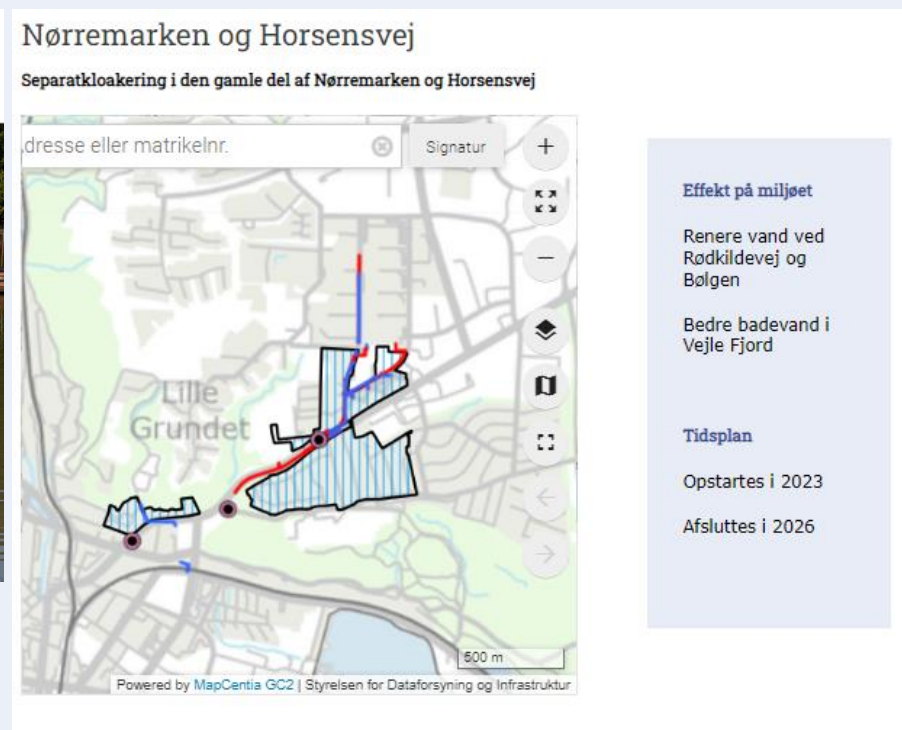 Nørremarken og Horsensvej
Separatkloakering i den gamle del af Nørremarken og Horsensvej
dresse eller matrikelnr.
Signatur
Lille
Grundet
500 m
Powered by MapCentia GC2 | Styrelsen for Dataforsyning og Infrastruktur
Effekt på miljøet
Renere vand ved
Rødkildevej og
Bølgen
Bedre badevand i
Vejle Fjord
Tidsplan
Opstartes i 2023
Afsluttes i 2026